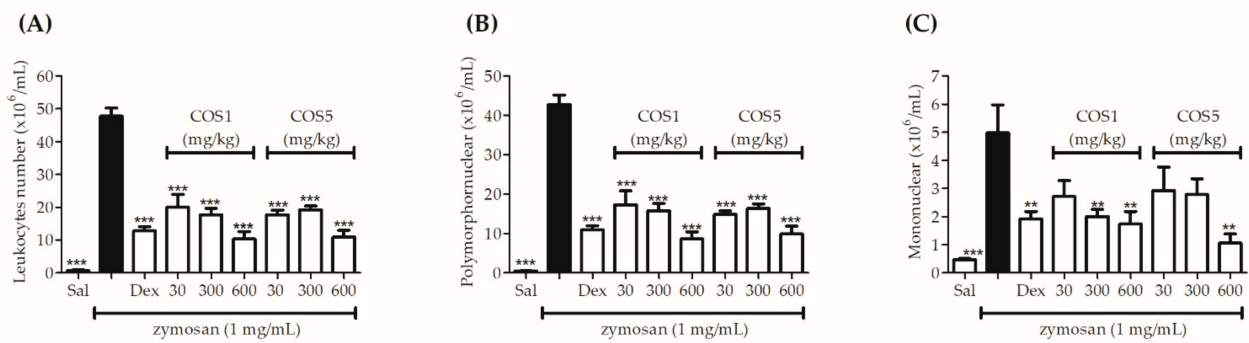 (A)
Leukocytes number (x10⁶/mL)
60
50
40
30
20
10
0
COS1
(mg/kg)
COS5
(mg/kg)
***
***
***
***
***
***
***
***
Sal
Dex
30
300
600
30
300
600
zymosan (1 mg/mL)
(B)
Polymorphornuclear (x10⁶/mL)
50
40
30
20
10
0
COS1
(mg/kg)
COS5
(mg/kg)
***
***
***
***
***
***
***
***
Sal
Dex
30
300
600
30
300
600
zymosan (1 mg/mL)
(C)
Mononuclear (x10⁶/mL)
7
6
5
4
3
2
1
0
COS1
(mg/kg)
COS5
(mg/kg)
***
**
**
**
**
Sal
Dex
30
300
600
30
300
600
zymosan (1 mg/mL)